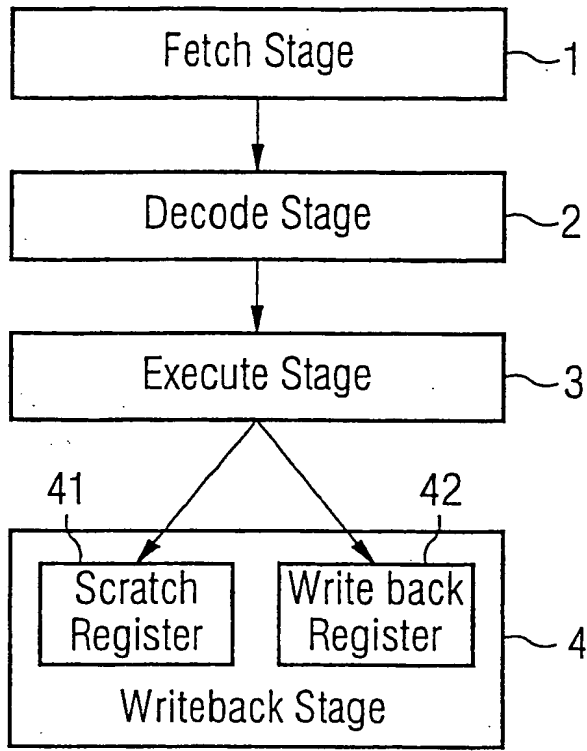 Fetch Stage
1
Decode Stage
2
Execute Stage
3
41
42
Scratch
Register
Write back
Register
4
Writeback Stage